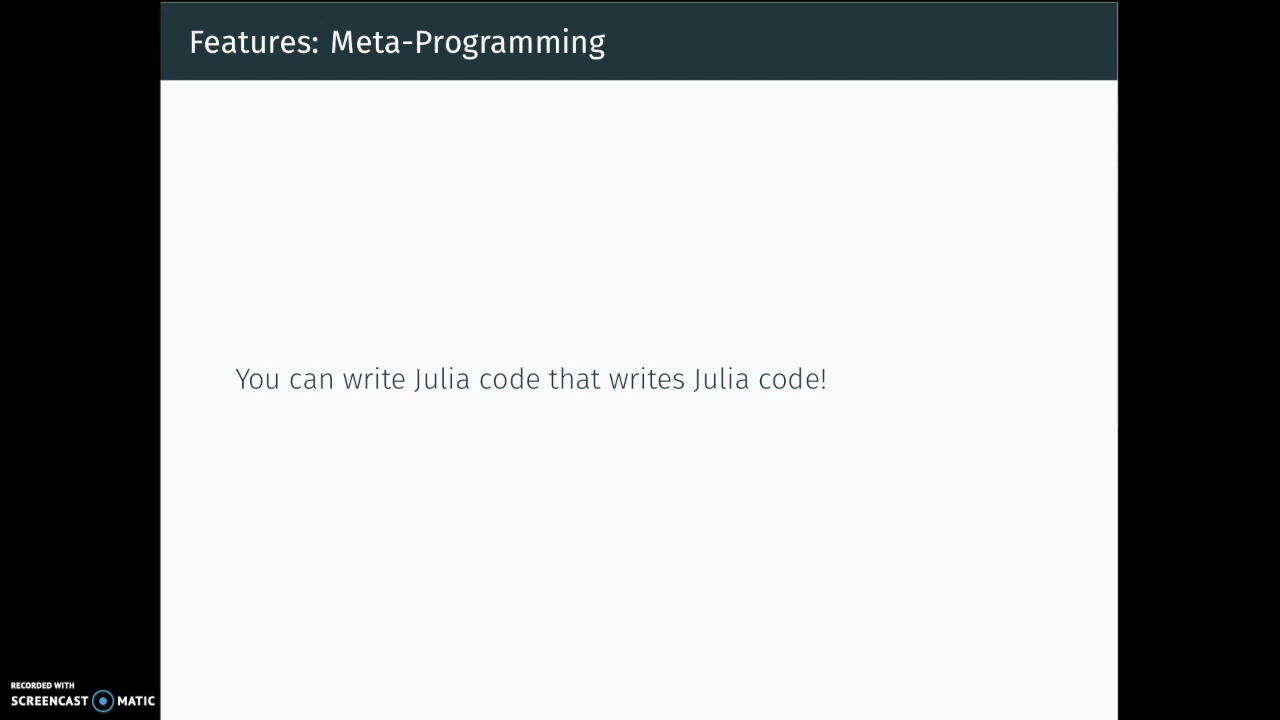 Features: Meta-Programming
You can write Julia code that writes Julia code!
RECORDED WITH
SCREENCAST MATIC